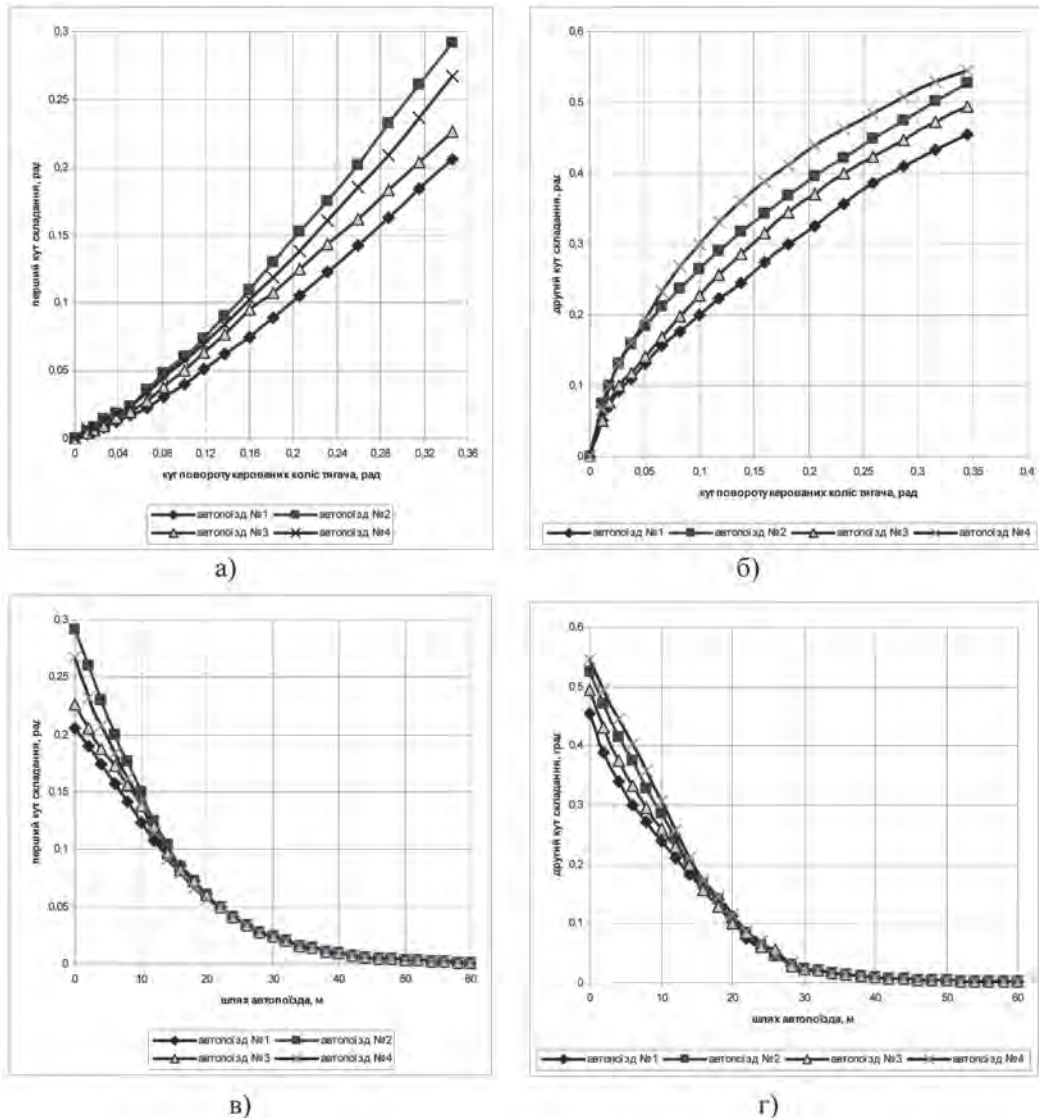 0,3
0,25
0,2
0,15
0,1
0,05
0
перший кут складання, рад
0 0,04 0,08 0,12 0,16 0,2 0,24 0,28 0,32 0,36
кут повороту керованих коліс тягача, рад
автопоїзд №1 автопоїзд №2
автопоїзд №3 автопоїзд №4
а)
0,6
0,5
0,4
0,3
0,2
0,1
0
другий кут складання, рад
0 0,05 0,1 0,15 0,2 0,25 0,3 0,35 0,4
кут повороту керованих коліс тягача, рад
автопоїзд №1 автопоїзд №2 автопоїзд №3 автопоїзд №4
б)
0,3
0,25
0,2
0,15
0,1
0,05
0
перший кут складання, рад
0 10 20 30 40 50 60
шлях автопоїзда, м
автопоїзд №1 автопоїзд №2
автопоїзд №3 автопоїзд №4
в)
0,6
0,5
0,4
0,3
0,2
0,1
0
другий кут складання, град
0 10 20 30 40 50 60
шлях автопоїзда, м
автопоїзд №1 автопоїзд №2 автопоїзд №3 автопоїзд №4
г)